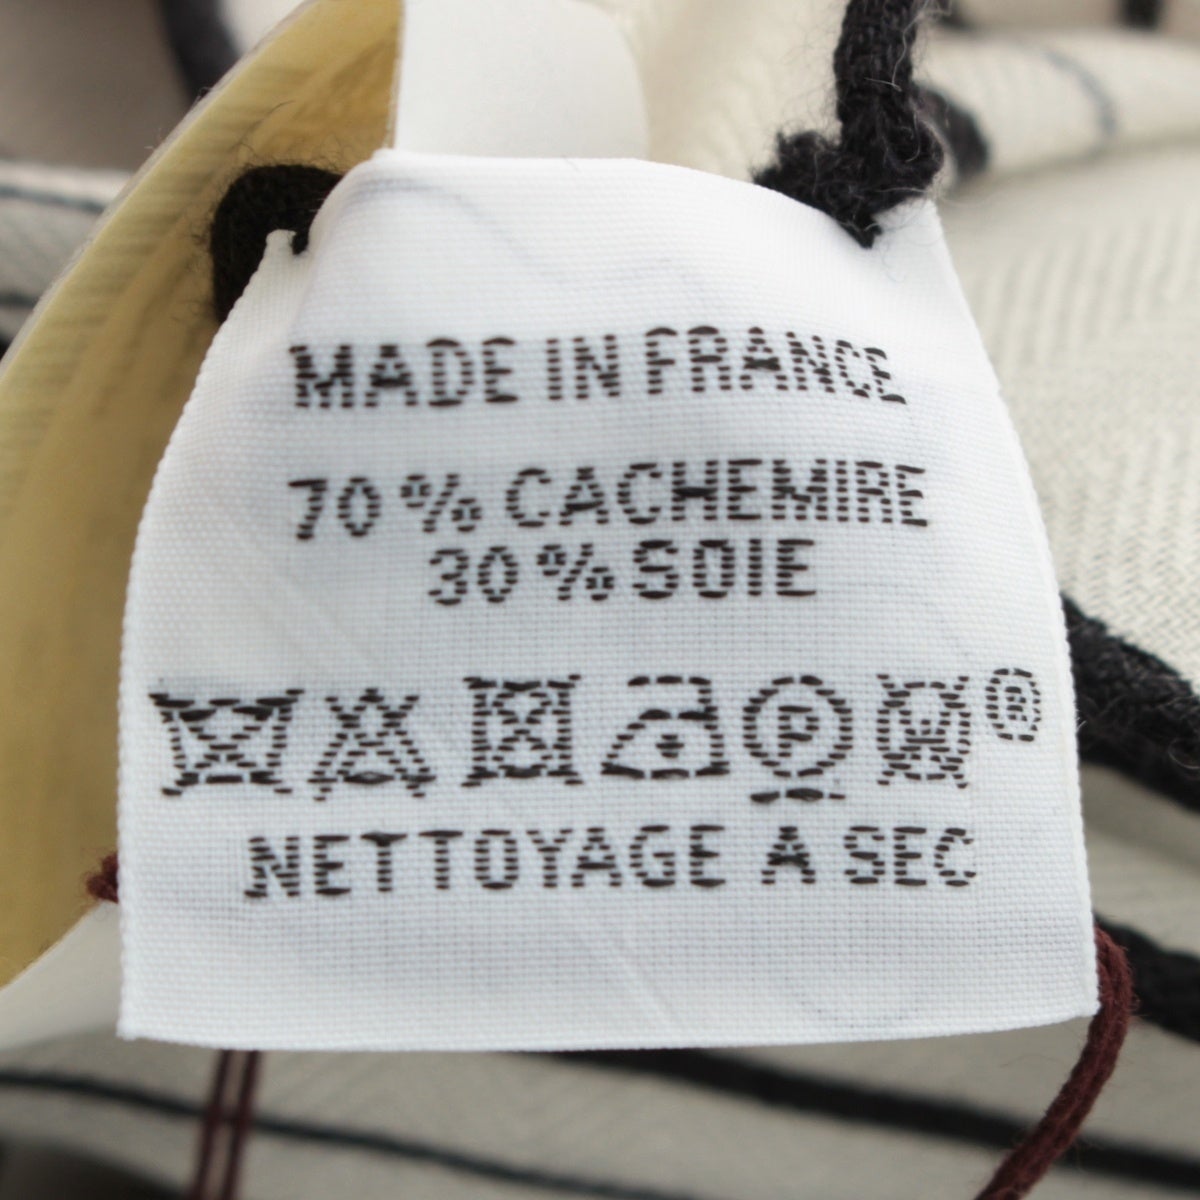 MADE IN FRANCE
70% CACHEMIRE
30% SOIE
P W ®
NETTOYAGE A SEC